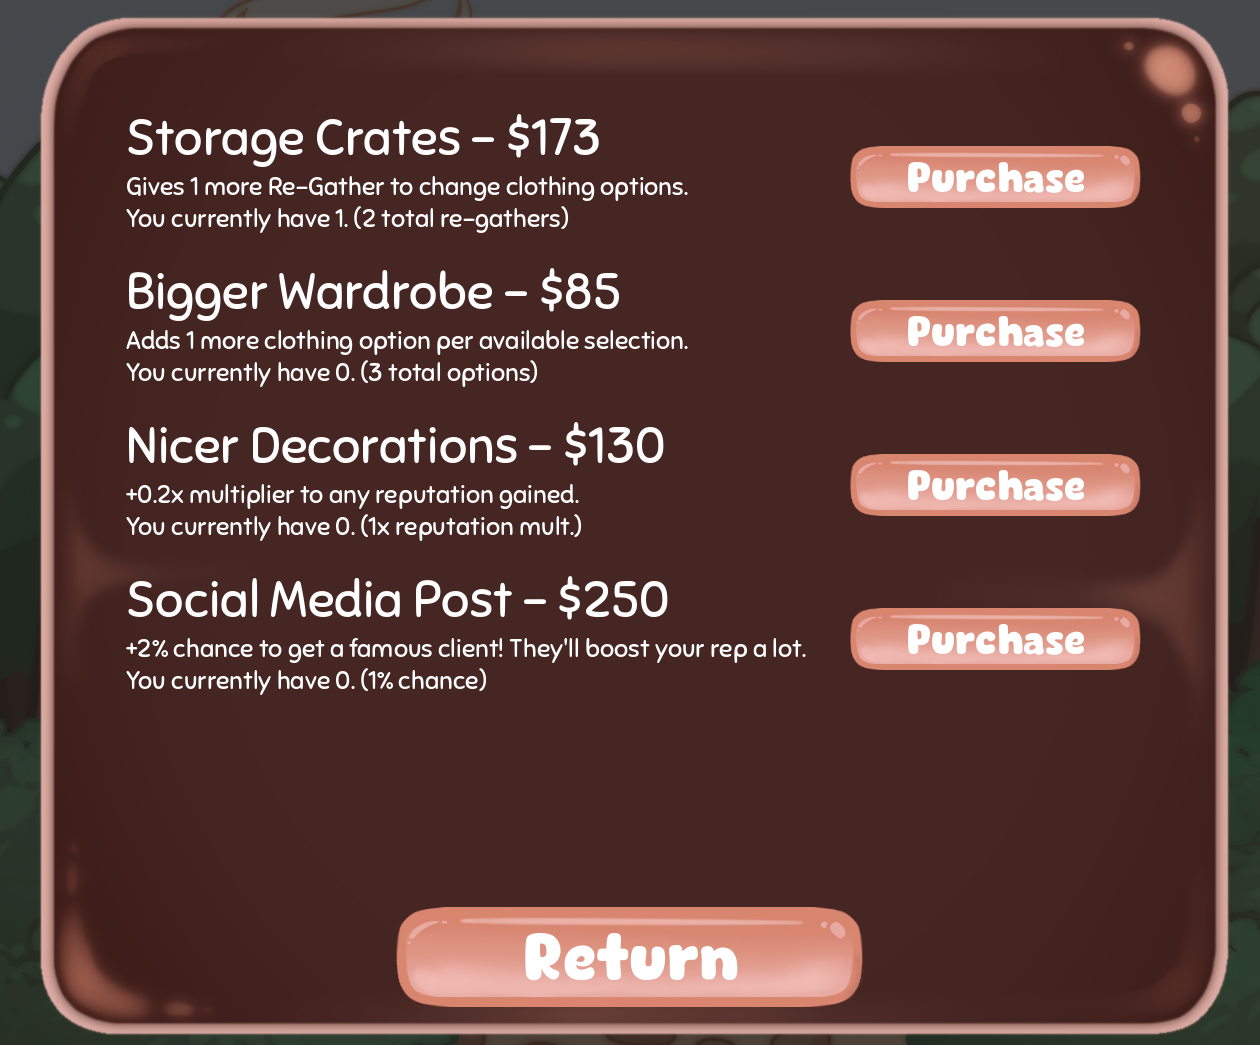 Storage Crates - $173
Gives 1 more Re-Gather to change clothing options.
You currently have 1. (2 total re-gathers)
Purchase
Bigger Wardrobe - $85
Adds 1 more clothing option per available selection.
You currently have 0. (3 total options)
Purchase
Nicer Decorations - $130
+0.2x multiplier to any reputation gained.
You currently have 0. (1x reputation mult.)
Purchase
Social Media Post - $250
+2% chance to get a famous client! They'll boost your rep a lot.
You currently have 0. (1% chance)
Purchase
Return